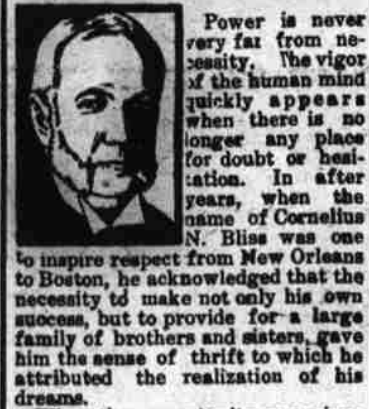 Power is never
very far from ne-
cessity. The vigor
of the human mind
quickly appears
when there is no
longer any place
for doubt or hesi-
tation. In after
years, when the
name of Cornelius
N. Bliss was one
to inspire respect from New Orleans
to Boston, he acknowledged that the
necessity to make not only his own
success, but to provide for a large
family of brothers and sisters, gave
him the sense of thrift to which he
attributed the realization of his
dreams.